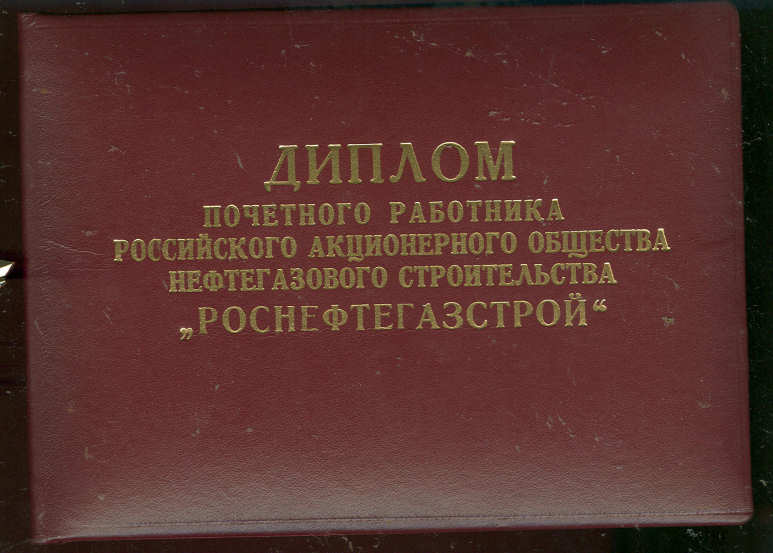 ДИПЛОМ
ПОЧЕТНОГО РАБОТНИКА
РОССИЙСКОГО АКЦИОНЕРНОГО ОБЩЕСТВА
НЕФТЕГАЗОВОГО СТРОИТЕЛЬСТВА
„РОСНЕФТЕГАЗСТРОЙ“